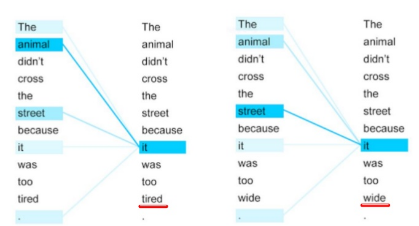 The The The The
animal animal animal animal
didn't didn't didn't didn't
cross cross cross cross
the the the the
street street street street
because because because because
it it it it
was was was was
too too too too
tired tired wide wide
. . . .